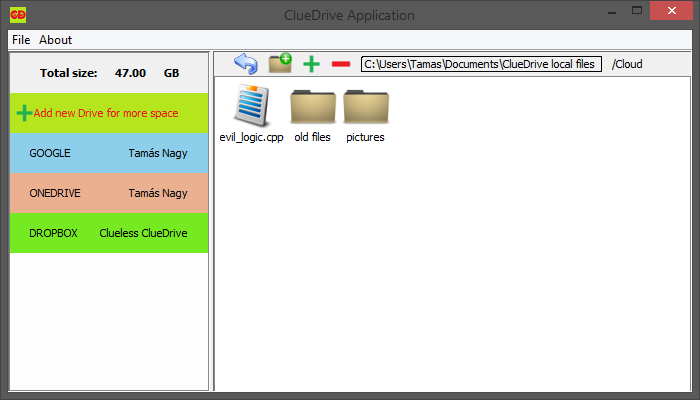 CD
ClueDrive Application
File About
Total size: 47.00 GB
C:\Users\Tamas\Documents\ClueDrive local files /Cloud
Add new Drive for more space
GOOGLE Tamás Nagy
ONEDRIVE Tamás Nagy
DROPBOX Clueless ClueDrive
evil_logic.cpp old files pictures